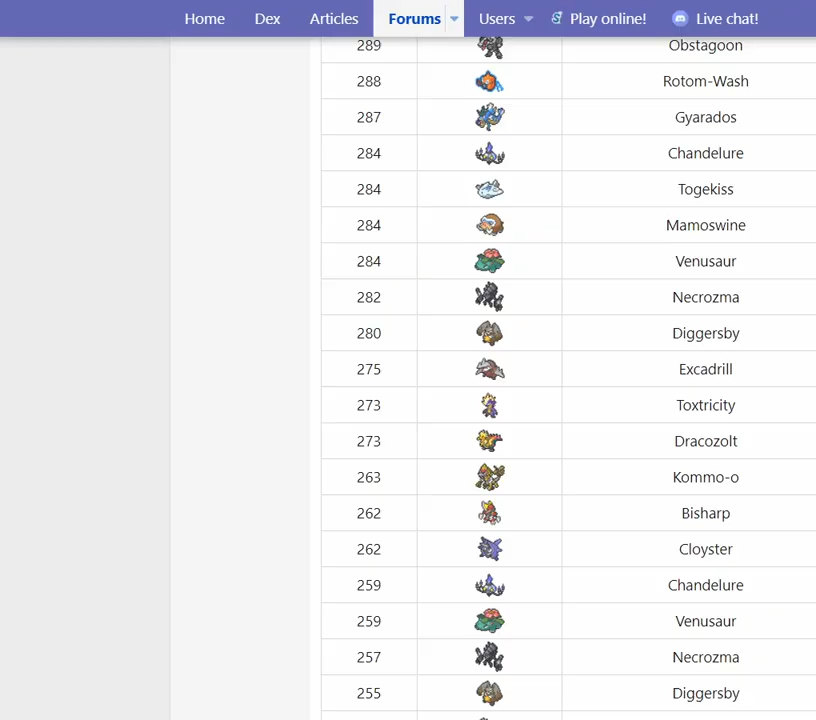 Home Dex Articles Forums Users Play online! Live chat!
289 Obstagoon
288 Rotom-Wash
287 Gyarados
284 Chandelure
284 Togekiss
284 Mamoswine
284 Venusaur
282 Necrozma
280 Diggersby
275 Excadrill
273 Toxtricity
273 Dracozolt
263 Kommo-o
262 Bisharp
262 Cloyster
259 Chandelure
259 Venusaur
257 Necrozma
255 Diggersby